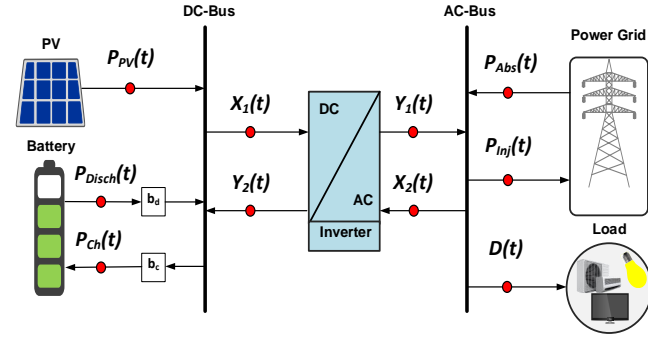 DC-Bus
AC-Bus
PV
P_PV(t)
Power Grid
P_Abs(t)
X_1(t)
DC
Y_1(t)
Battery
P_Disch(t)
b_d
P_Inj(t)
Y_2(t)
AC
X_2(t)
P_Ch(t)
b_c
Inverter
Load
D(t)